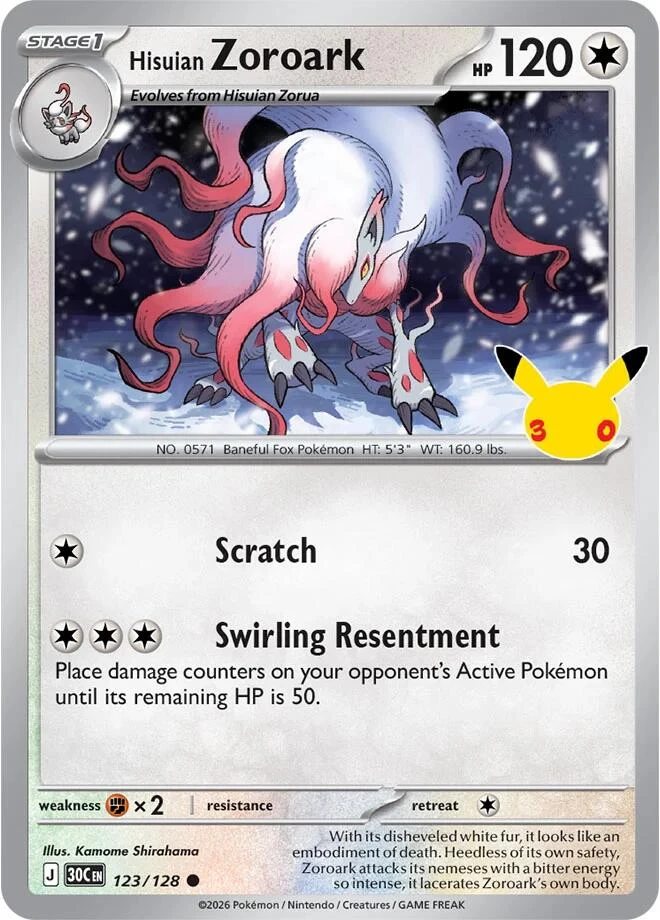 STAGE1
Hisuian Zoroark
HP 120
Evolves from Hisuian Zorua
30
NO. 0571 Baneful Fox Pokémon HT: 5'3" WT: 160.9 lbs.
Scratch 30
Swirling Resentment
Place damage counters on your opponent's Active Pokémon
until its remaining HP is 50.
weakness ×2 resistance retreat
With its disheveled white fur, it looks like an
embodiment of death. Heedless of its own safety,
Zoroark attacks its nemeses with a bitter energy
so intense, it lacerates Zoroark's own body.
Illus. Kamome Shirahama
J 30C EN 123/128
©2026 Pokémon / Nintendo / Creatures / GAME FREAK